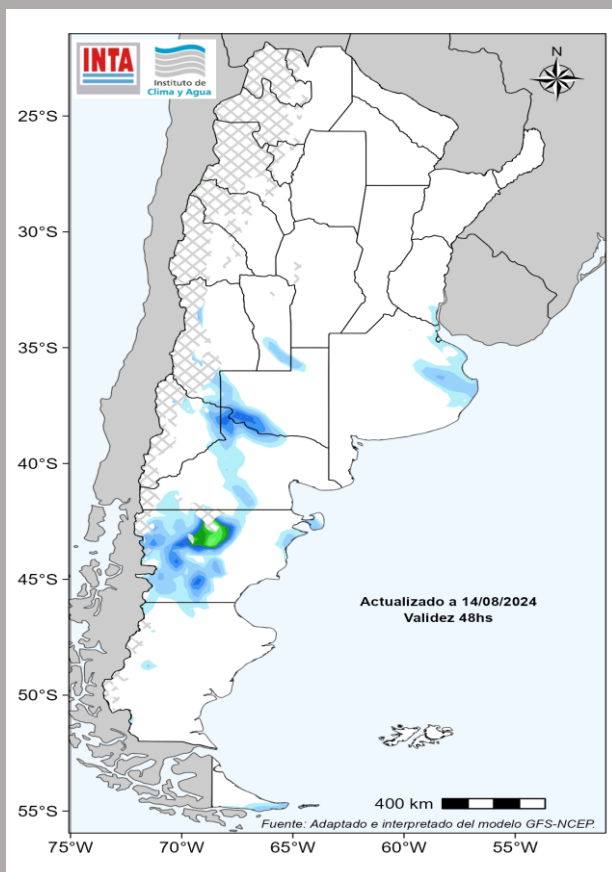 INTA
Instituto de
Clima y Agua
N
25°S
30°S
35°S
40°S
45°S
50°S
55°S
Actualizado a 14/08/2024
Validez 48hs
400 km
Fuente: Adaptado e interpretado del modelo GFS-NCEP.
75°W
70°W
65°W
60°W
55°W